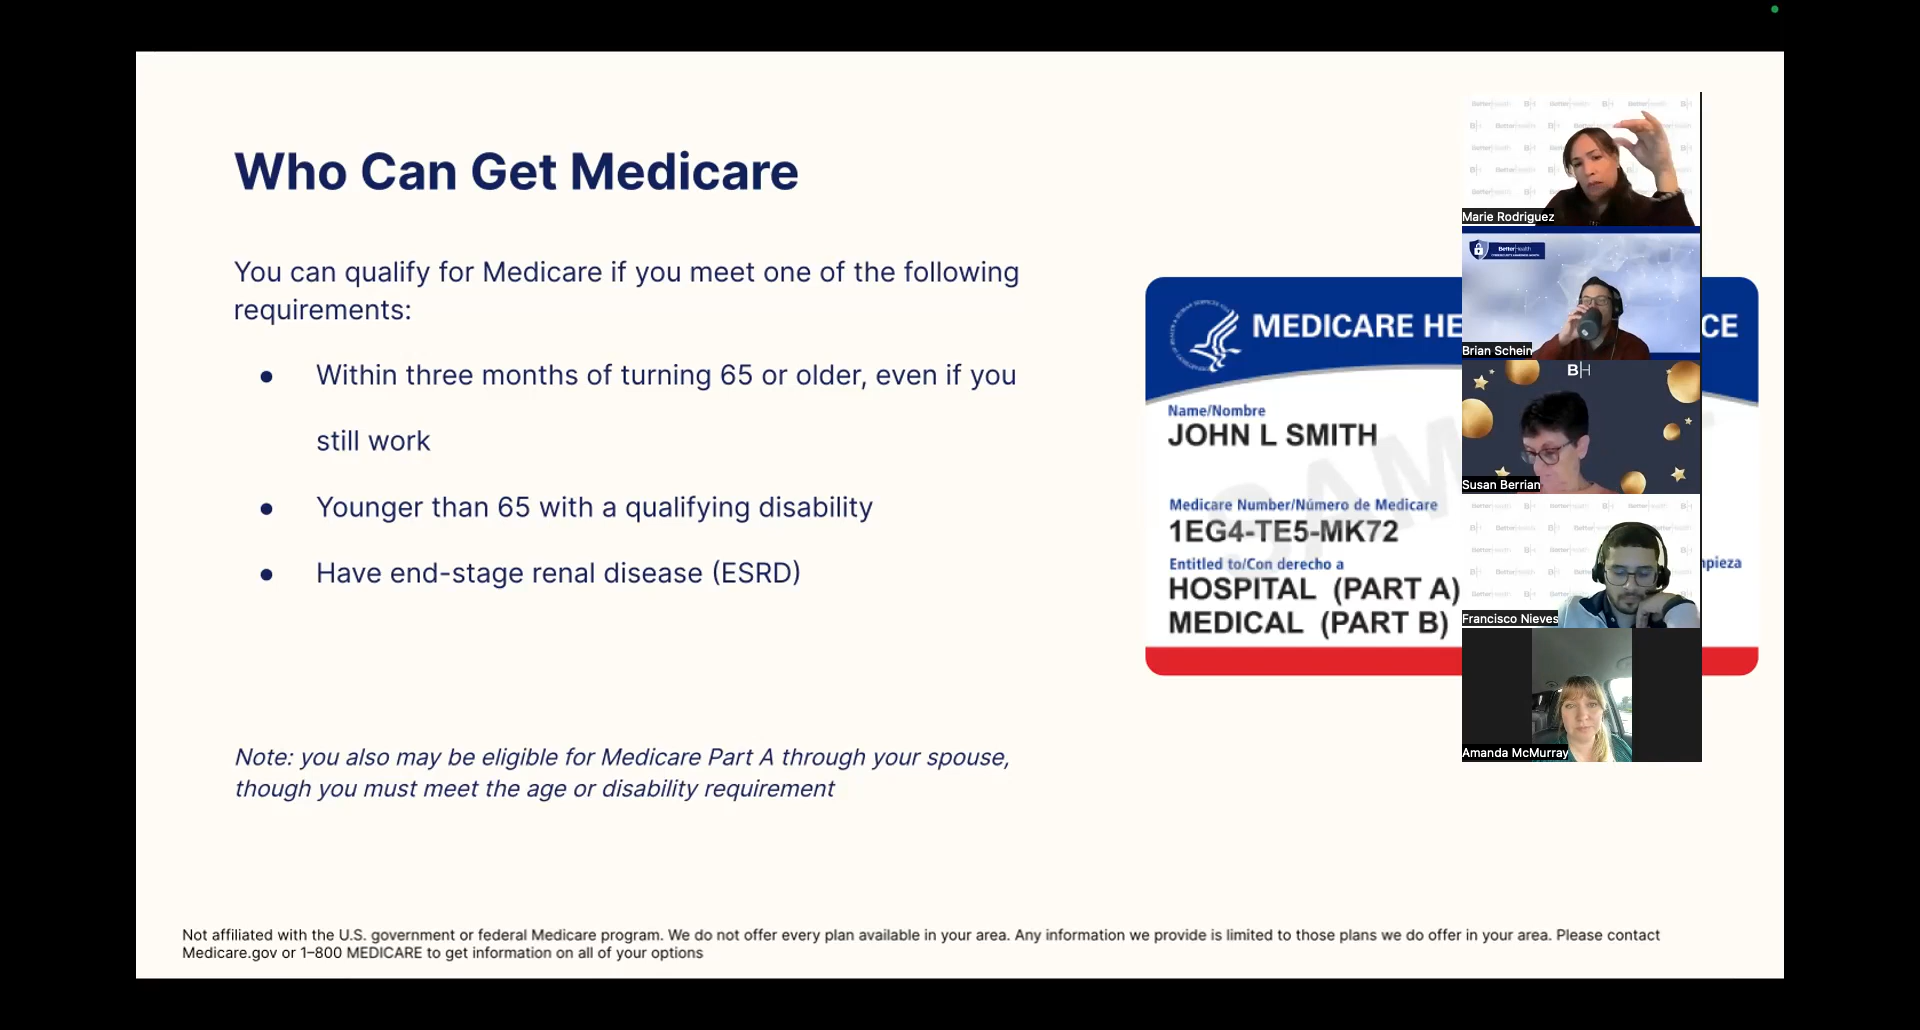 Who Can Get Medicare
You can qualify for Medicare if you meet one of the following
requirements:
● Within three months of turning 65 or older, even if you
still work
● Younger than 65 with a qualifying disability
● Have end-stage renal disease (ESRD)
Note: you also may be eligible for Medicare Part A through your spouse,
though you must meet the age or disability requirement
MEDICARE HE
CE
Name/Nombre
JOHN L SMITH
Medicare Number/Número de Medicare
1EG4-TE5-MK72
Entitled to/Con derecho a
HOSPITAL (PART A)
MEDICAL (PART B)
Marie Rodriguez
BetterHealth
Brian Schein
B|H
Susan Berrian
Francisco Nieves
Amanda McMurray
Not affiliated with the U.S. government or federal Medicare program. We do not offer every plan available in your area. Any information we provide is limited to those plans we do offer in your area. Please contact
Medicare.gov or 1–800 MEDICARE to get information on all of your options